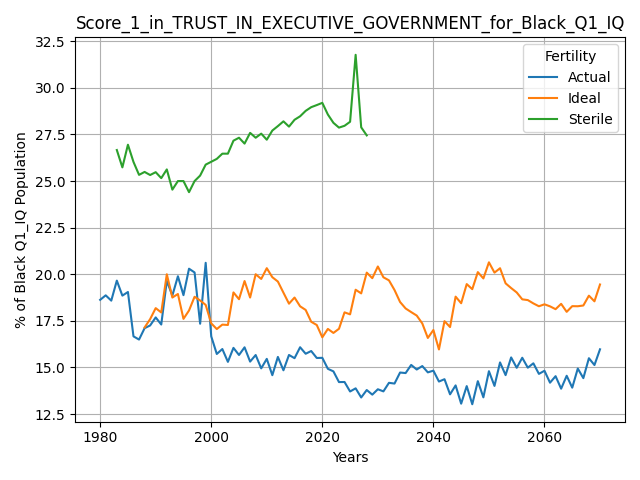 Score_1_in_TRUST_IN_EXECUTIVE_GOVERNMENT_for_Black_Q1_IQ
% of Black Q1_IQ Population
32.5
30.0
27.5
25.0
22.5
20.0
17.5
15.0
12.5
Fertility
Actual
Ideal
Sterile
1980
2000
2020
2040
2060
Years